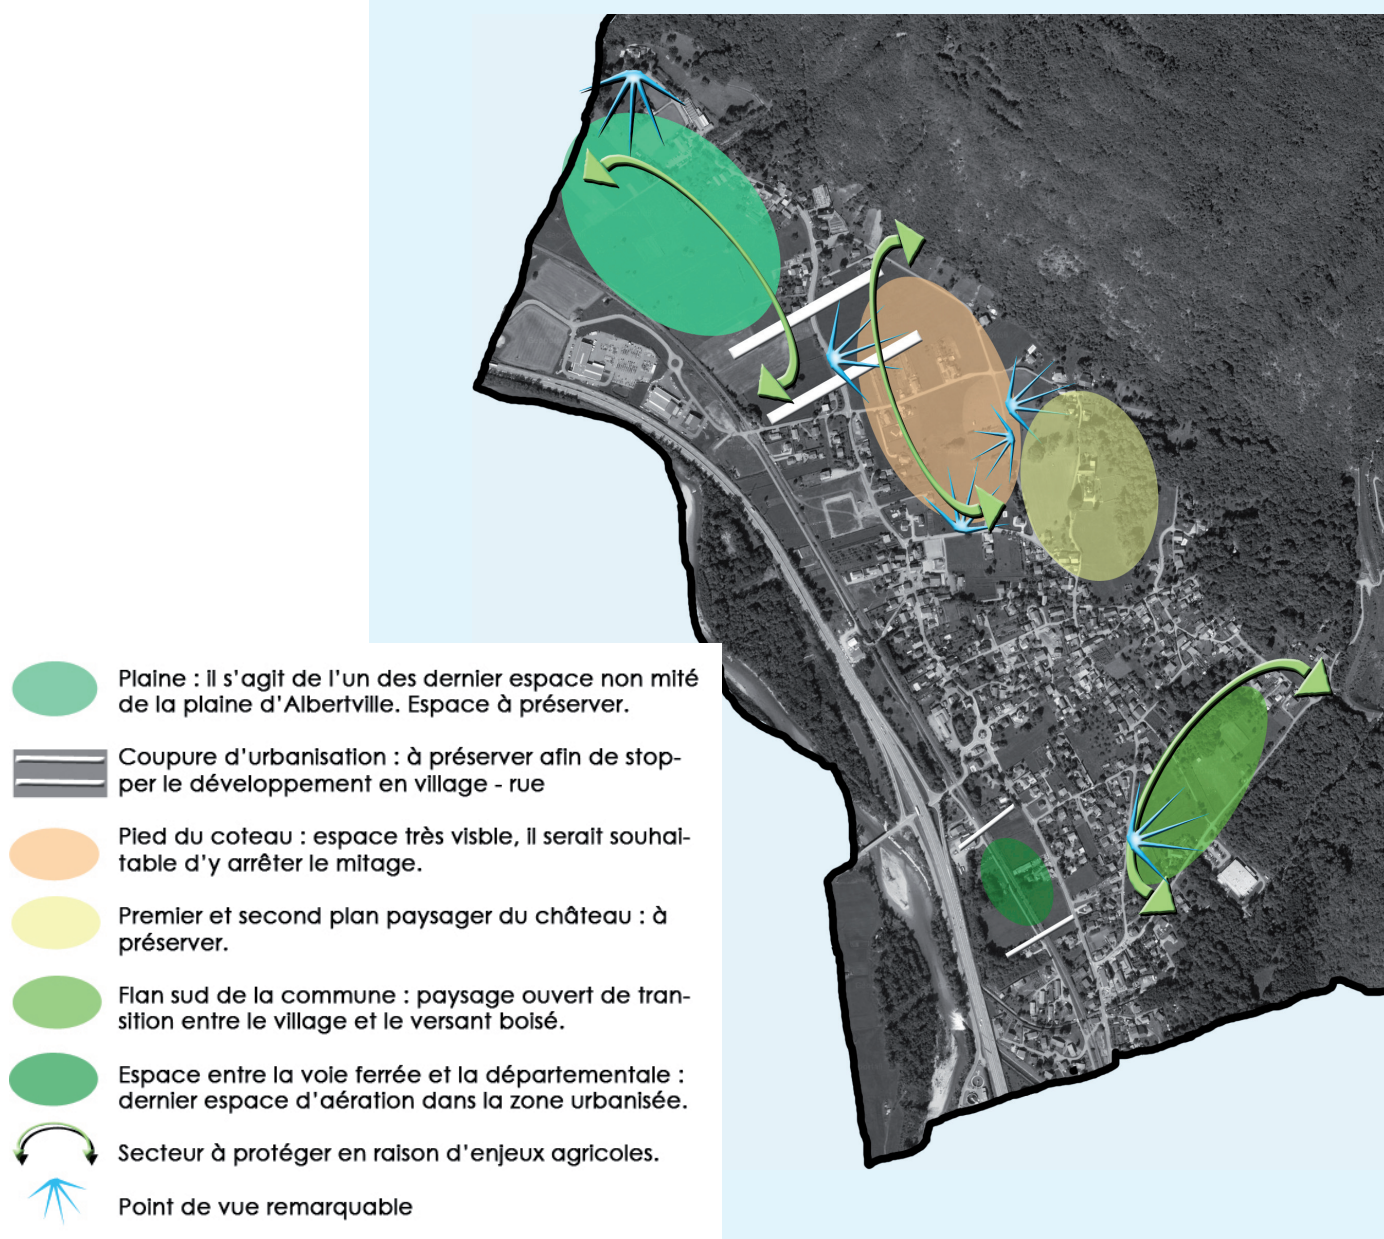 Plaine : il s’agit de l’un des dernier espace non mité
de la plaine d’Albertville. Espace à préserver.
Coupure d’urbanisation : à préserver afin de stop-
per le développement en village - rue
Pied du coteau : espace très visble, il serait souhai-
table d’y arrêter le mitage.
Premier et second plan paysager du château : à
préserver.
Flan sud de la commune : paysage ouvert de tran-
sition entre le village et le versant boisé.
Espace entre la voie ferrée et la départementale :
dernier espace d’aération dans la zone urbanisée.
Secteur à protéger en raison d’enjeux agricoles.
Point de vue remarquable